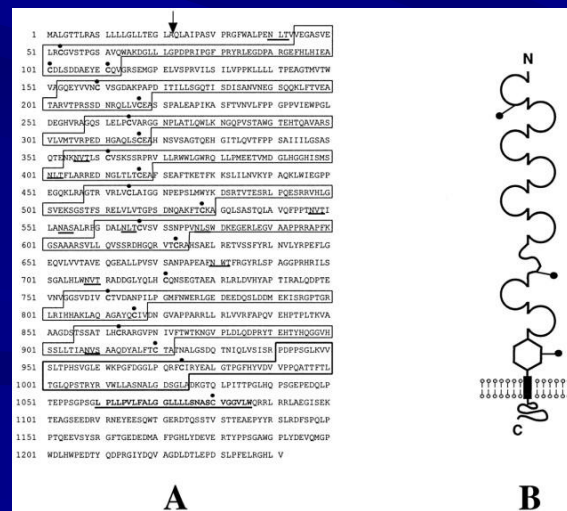 1 MALGTTLRAS LLLLGLLTEG LAQLAIPASV PRGFWALPEN LTVVEGASVE
51 LRCGVSTPGS AVQWAKDGLL LGPDPRIPGF PRYRLEGDPA RGEFHLHIEA
101 CDLSDDAEYE CQVGRSEMGP ELVSPRVILS ILVPPKLLLL TPEAGTMVTW
151 VAGQEYVVNC VSGDAKPAPD ITILLSGQTI SDISANVNEG SQQKLFTVEA
201 TARVTPRSSD NRQLLVCEAS SPALEAPIKA SFTVNVLFPP GPPVIEWPGL
251 DEGHVRAGQS LELPCVARGG NPLATLQWLK NGQPVSTAWG TEHTQAVARS
301 VLVMTVRPED HGAQLSCEAH NSVSAGTQEH GITLQVTFPP SAIIILGSAS
351 QTENKNVTLS CVSKSSRPRV LLRWWLGWRQ LLPMEETVMD GLHGGHISMS
401 NLTFLARRED NGLTLTCEAF SEAFTKETFK KSLILNVKYP AQKLWIEGPP
451 EGQKLRAGTR VRLVCLAIGG NPEPSLMWYK DSRTVTESRL PQESRRVHLG
501 SVEKSGSTFS RELVLVTGPS DNQAKFTCKA GQLSASTQLA VQFPPTNVTI
551 LANASALRPG DALNLTCVSV SSNPPVNLSW DKEGERLEGV AAPPRRAPFK
601 GSAAARSVLL QVSSRDHGQR VTCRAHSAEL RETVSSFYRL NVLYRPEFLG
651 EQVLVVTAVE QGEALLPVSV SANPAPEAFN WTFRGYRLSP AGGPRHRILS
701 SGALHLWNVT RADDGLYQLH CQNSEGTAEA RLRLDVHYAP TIRALQDPTE
751 VNVGGSVDIV CTVDANPILP GMFNWERLGE DEEDQSLDDM EKISRGPTGR
801 LRIHHAKLAQ AGAYQCIVDN GVAPPARRLL RLVVRFAPQV EHPTPLTKVA
851 AAGDSTSSAT LHCRARGVPN IVFTWTKNGV PLDLQDPRYT EHTYHQGGVH
901 SSLLTIANVS AAQDYALFTC TATNALGSDQ TNIQLVSISR PDPPSGLKVV
951 SLTPHSVGLE WKPGFDGGLP QRFCIRYEAL GTPGFHYVDV VPPQATTFTL
1001 TGLQPSTRYR VWLLASNALG DSGLADKGTQ LPITTPGLHQ PSGEPEDQLP
1051 TEPPSGPSGL PLLPVLFALG GLLLLSNASC VGGVLWQRRL RRLAEGISEK
1101 TEAGSEEDRV RNEYEESQWT GERDTQSSTV STTEAEPYYR SLRDFSPQLP
1151 PTQEEVSYSR GFTGEDEDMA FPGHLYDEVE RTYPPSGAWG PLYDEVQMGP
1201 WDLHWPEDTY QDPRGIYDQV AGDLDTLEPD SLPFELRGHL V
A
N
C
B